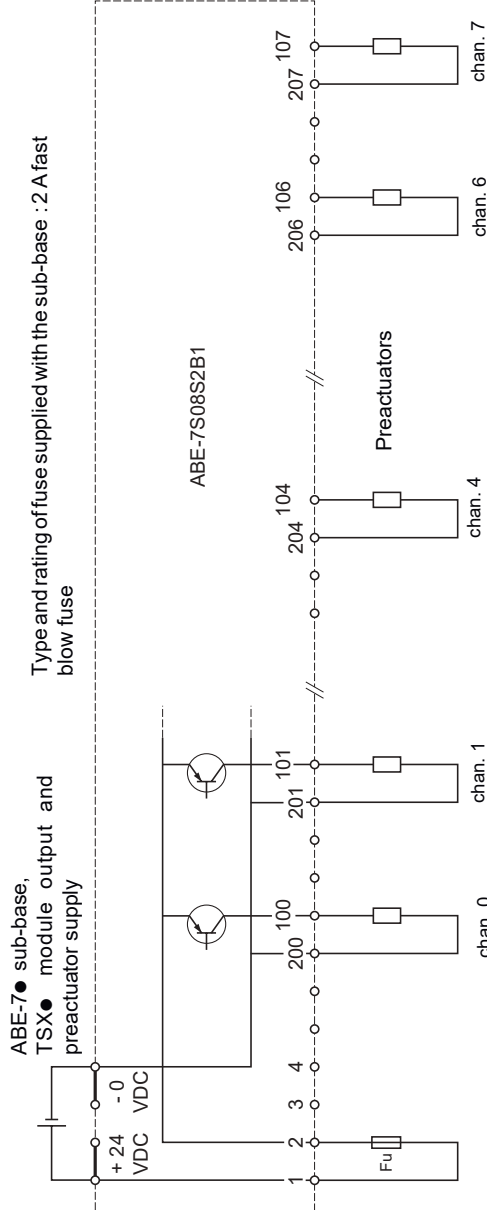 ABE-7● sub-base,
TSX● module output and
preactuator supply
Type and rating of fuse supplied with the sub-base : 2 A fast
blow fuse
+ 24
VDC
- 0
VDC
ABE-7S08S2B1
1 2 3 4 200 100 201 101 204 104 206 106 207 107
Fu
Preactuators
chan. 0
chan. 1
chan. 4
chan. 6
chan. 7